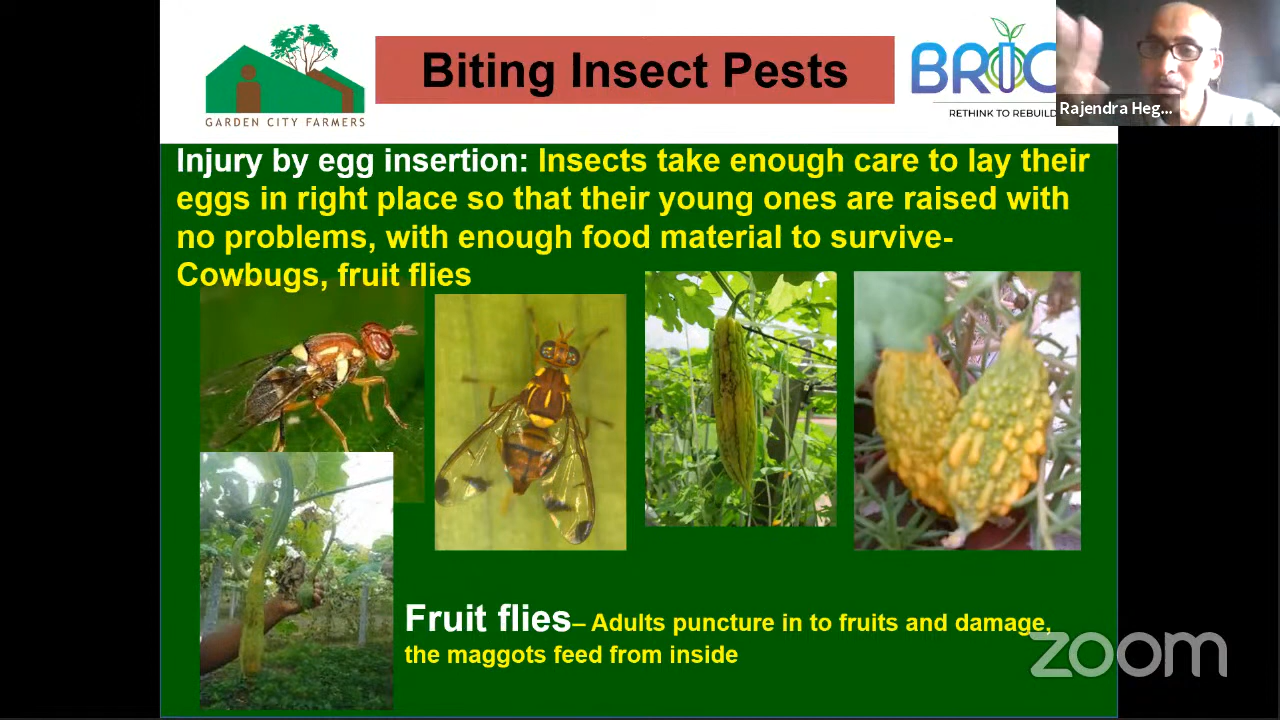 Biting Insect Pests
GARDEN CITY FARMERS
RETHINK TO REBUILD
Rajendra Heg...
Injury by egg insertion: Insects take enough care to lay their
eggs in right place so that their young ones are raised with
no problems, with enough food material to survive-
Cowbugs, fruit flies
Fruit flies– Adults puncture in to fruits and damage,
the maggots feed from inside
zoom